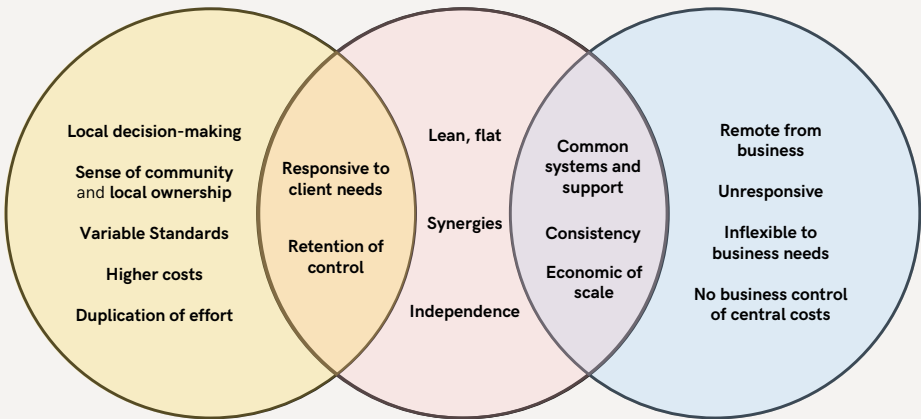 Local decision-making
Sense of community
and local ownership
Variable Standards
Higher costs
Duplication of effort
Responsive to
client needs
Retention of
control
Lean, flat
Synergies
Independence
Common
systems and
support
Consistency
Economic of
scale
Remote from
business
Unresponsive
Inflexible to
business needs
No business control
of central costs